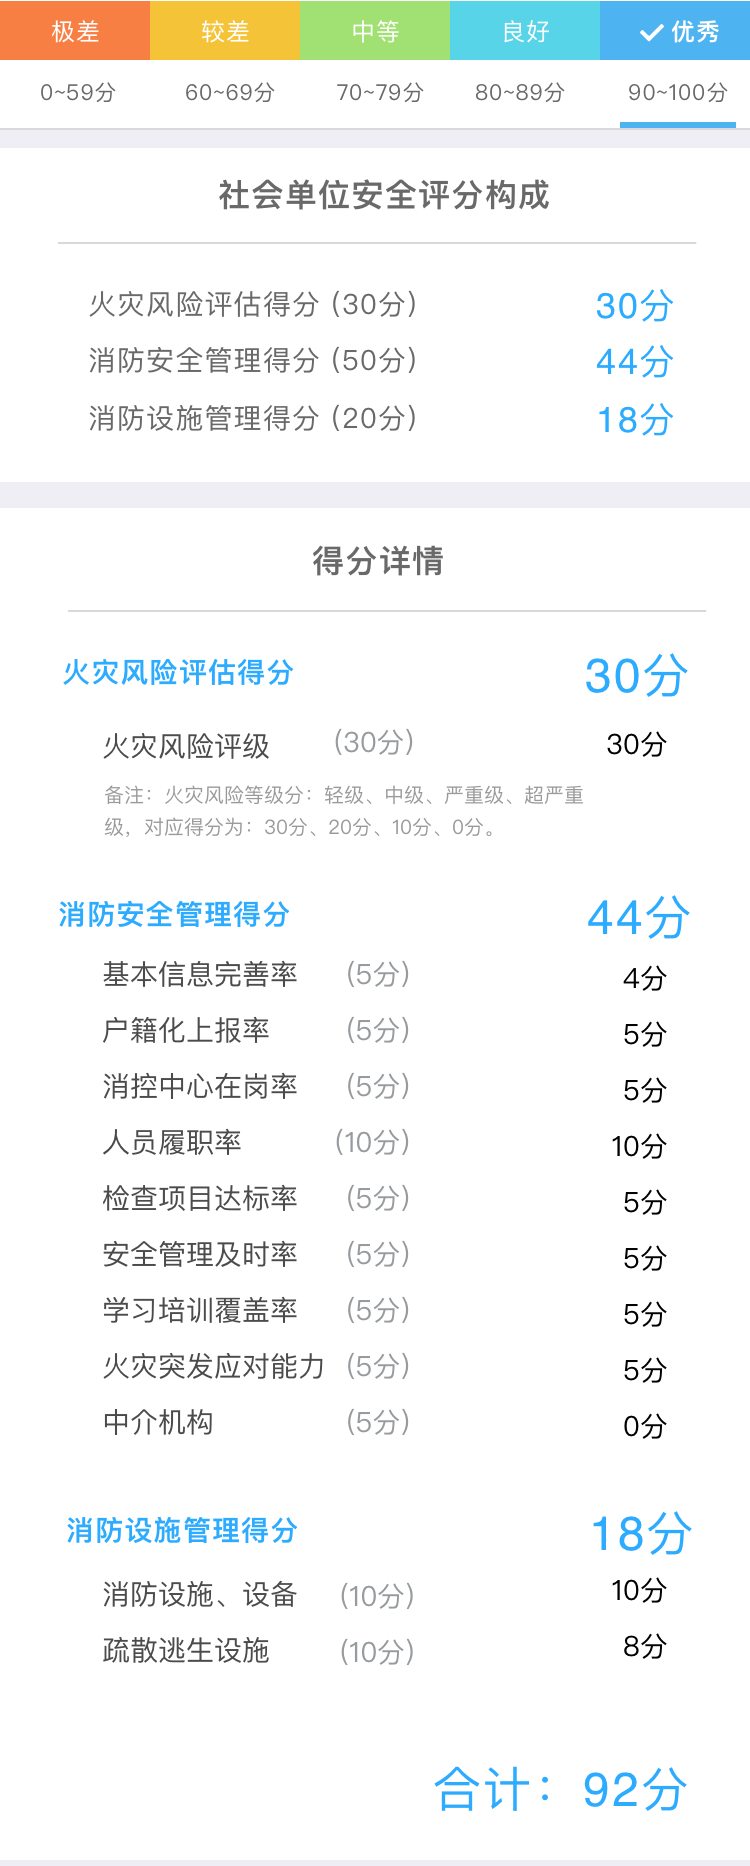 极差 较差 中等 良好 优秀
0~59分 60~69分 70~79分 80~89分 90~100分
社会单位安全评分构成
火灾风险评估得分 (30分) 30分
消防安全管理得分 (50分) 44分
消防设施管理得分 (20分) 18分
得分详情
火灾风险评估得分 30分
火灾风险评级 (30分) 30分
备注：火灾风险等级分：轻级、中级、严重级、超严重
级，对应得分为：30分、20分、10分、0分。
消防安全管理得分 44分
基本信息完善率 (5分) 4分
户籍化上报率 (5分) 5分
消控中心在岗率 (5分) 5分
人员履职率 (10分) 10分
检查项目达标率 (5分) 5分
安全管理及时率 (5分) 5分
学习培训覆盖率 (5分) 5分
火灾突发应对能力 (5分) 5分
中介机构 (5分) 0分
消防设施管理得分 18分
消防设施、设备 (10分) 10分
疏散逃生设施 (10分) 8分
合计：92分